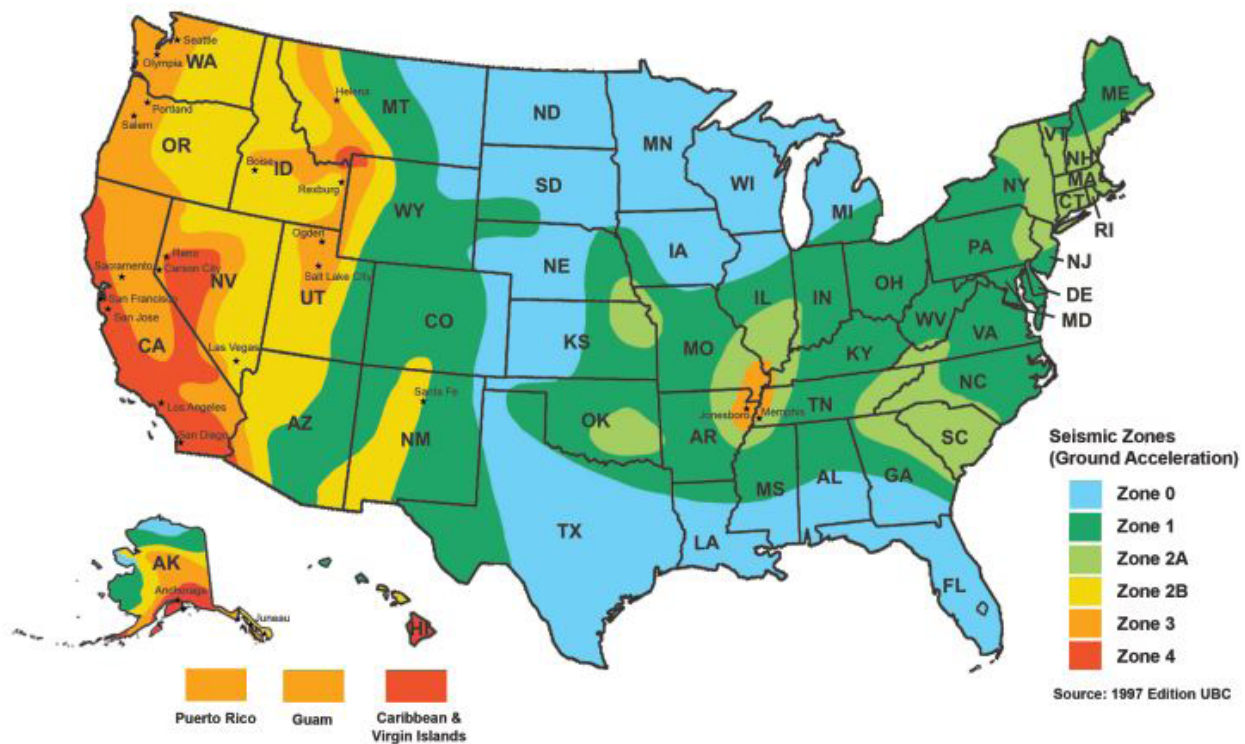 Seattle
WA
Olympia
Portland
Salem
OR
Helena
MT
Boise
ID
Rexburg
WY
Ogdert
Salt Lake City
UT
Reno
Carson City
NV
Sacramento
San Francisco
San Jose
CA
Las Vegas
Los Angeles
San Diego
AZ
Santa Fe
NM
CO
ND
SD
NE
KS
OK
TX
MN
IA
MO
AR
Jonesboro
Memphis
LA
WI
IL
MI
IN
OH
KY
TN
MS
AL
GA
FL
SC
NC
VA
WV
PA
NY
VT
NH
ME
MA
CT
RI
NJ
DE
MD
AK
Anchorage
Juneau
HI
Puerto Rico
Guam
Caribbean &
Virgin Islands
Seismic Zones
(Ground Acceleration)
Zone 0
Zone 1
Zone 2A
Zone 2B
Zone 3
Zone 4
Source: 1997 Edition UBC